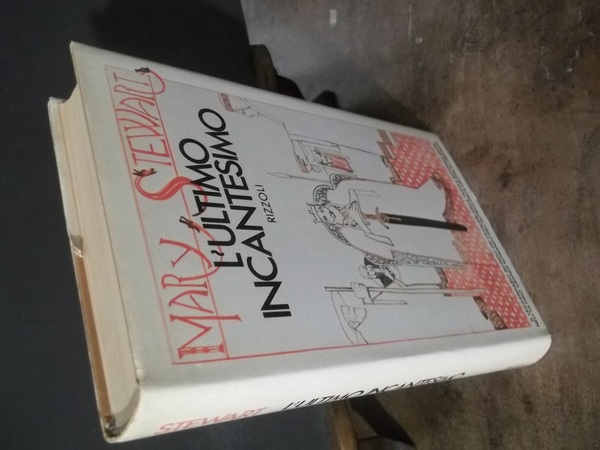 MARY STEWART
L'ULTIMO
INCANTESIMO
RIZZOLI
STEWART L'ULTIMO INCANTESIMO